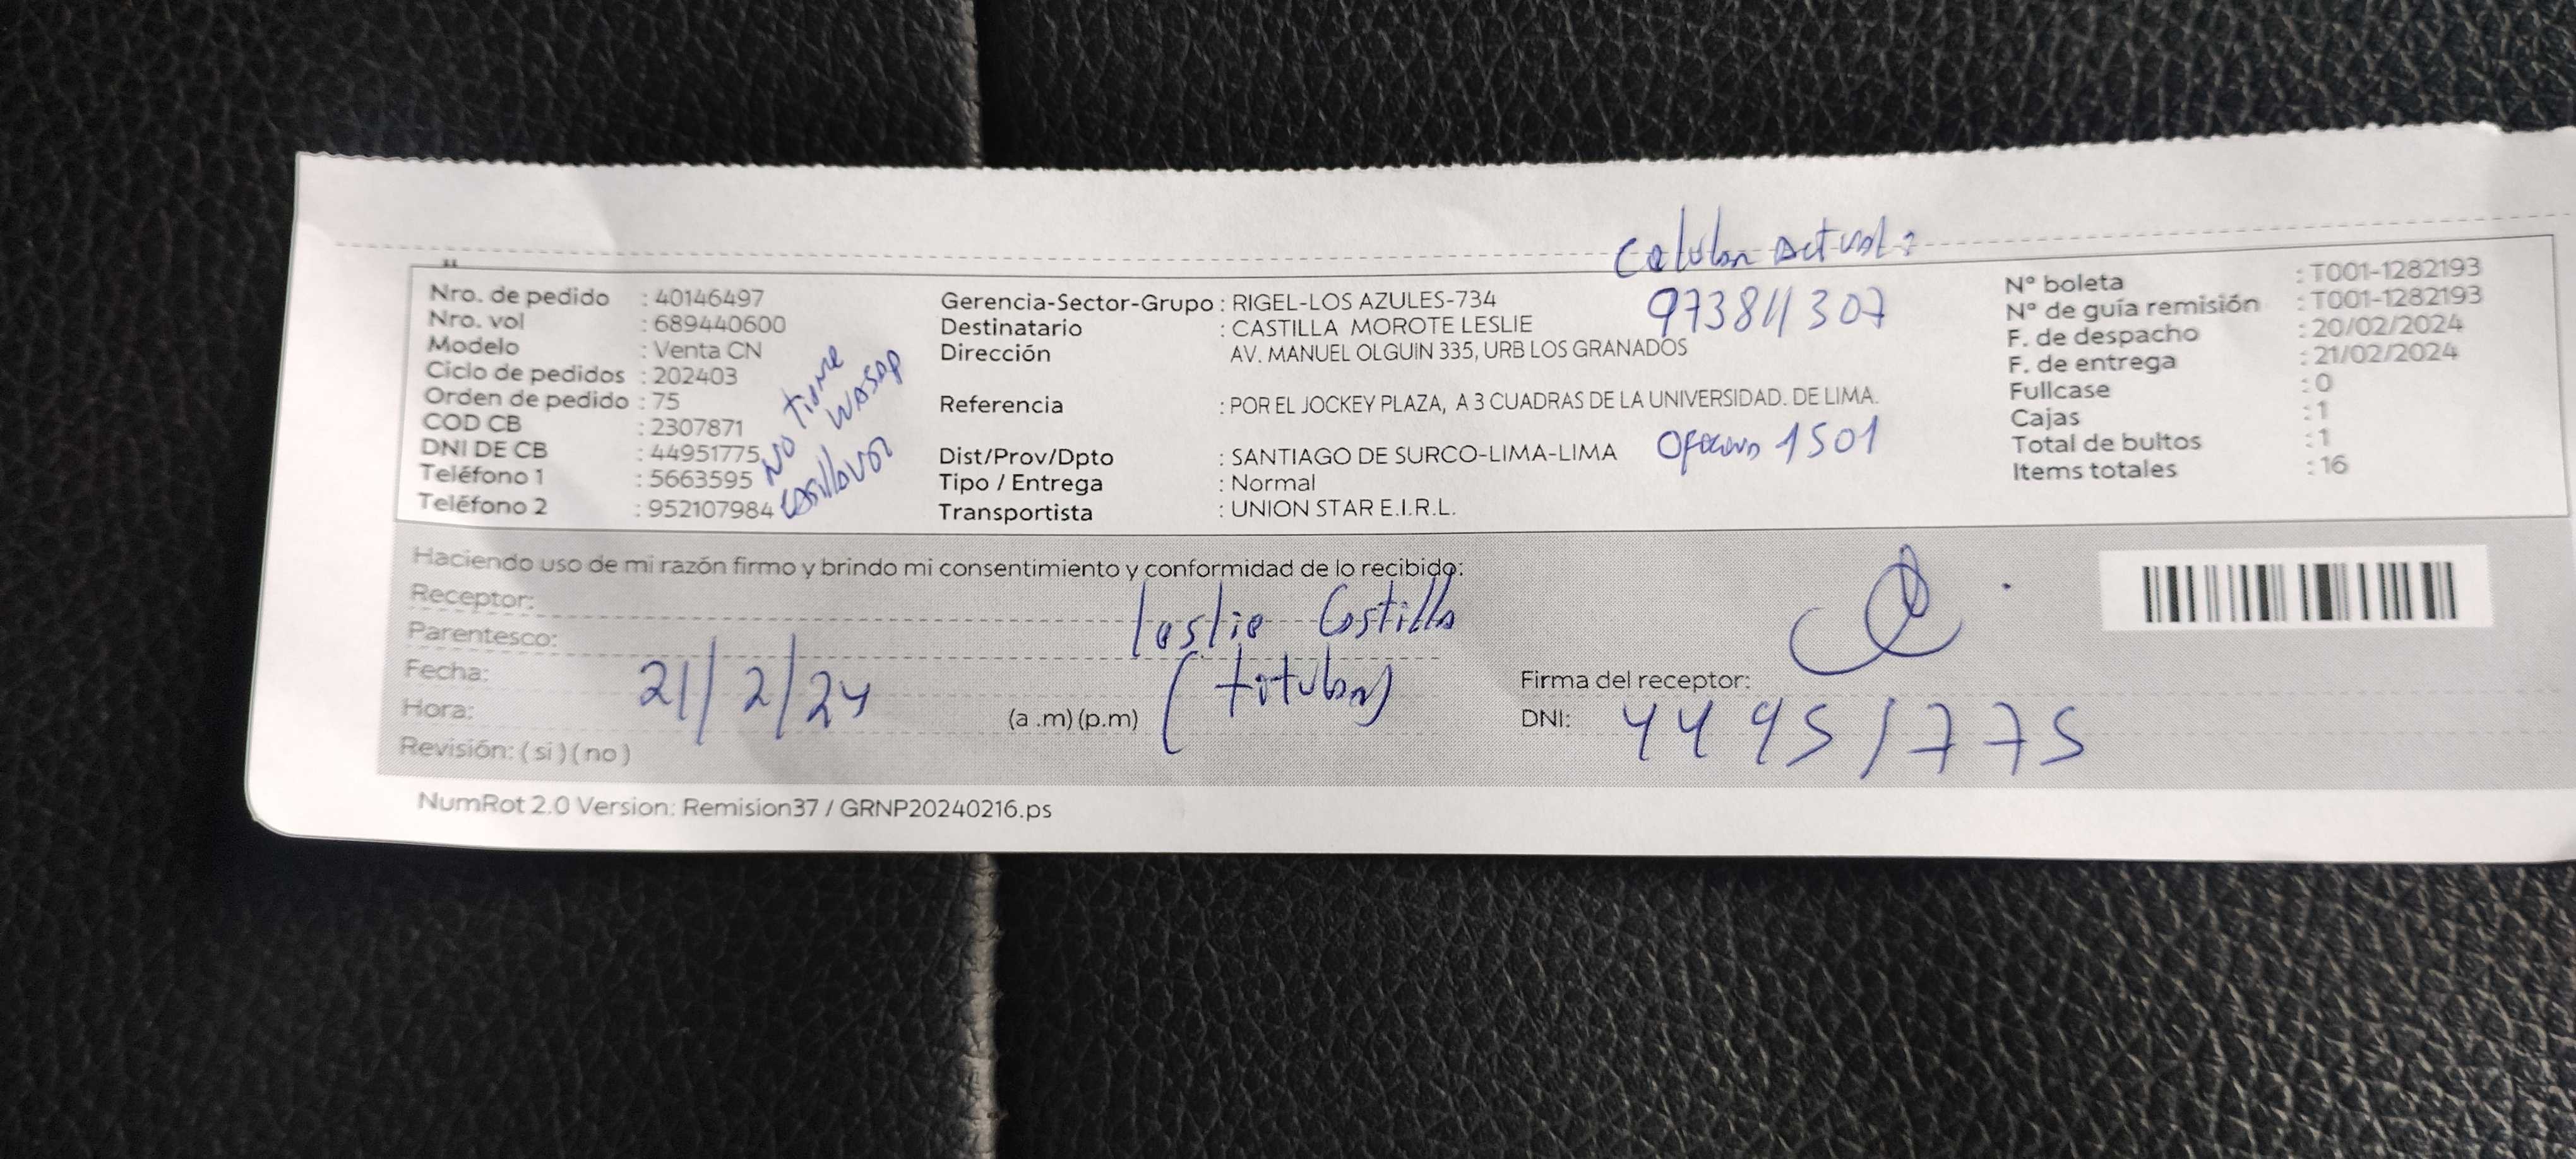 Celular Actual:
Nro. de pedido : 40146497
Nro. vol : 689440600
Modelo : Venta CN
Ciclo de pedidos : 202403
Orden de pedido : 75
COD CB : 2307871
DNI DE CB : 44951775
Teléfono 1 : 5663595
Teléfono 2 : 952107984
NO tiene
wasap
casillavoz
Gerencia-Sector-Grupo : RIGEL-LOS AZULES-734
Destinatario : CASTILLA MOROTE LESLIE
973811307
Dirección AV. MANUEL OLGUIN 335, URB LOS GRANADOS
Referencia : POR EL JOCKEY PLAZA, A 3 CUADRAS DE LA UNIVERSIDAD. DE LIMA.
Dist/Prov/Dpto : SANTIAGO DE SURCO-LIMA-LIMA 1501
Tipo / Entrega : Normal
Transportista : UNION STAR E.I.R.L.
N° boleta : T001-1282193
N° de guía remisión : T001-1282193
F. de despacho : 20/02/2024
F. de entrega : 21/02/2024
Fullcase : 0
Cajas : 1
Total de bultos : 1
Items totales : 16
Haciendo uso de mi razón firmo y brindo mi consentimiento y conformidad de lo recibido:
Receptor: Leslie Castilla
Parentesco: (titular)
Fecha: 21/2/24
Hora: (a .m) (p.m)
Revisión: ( si ) ( no )
Firma del receptor:
DNI: 44951775
NumRot 2.0 Version: Remision37 / GRNP20240216.ps